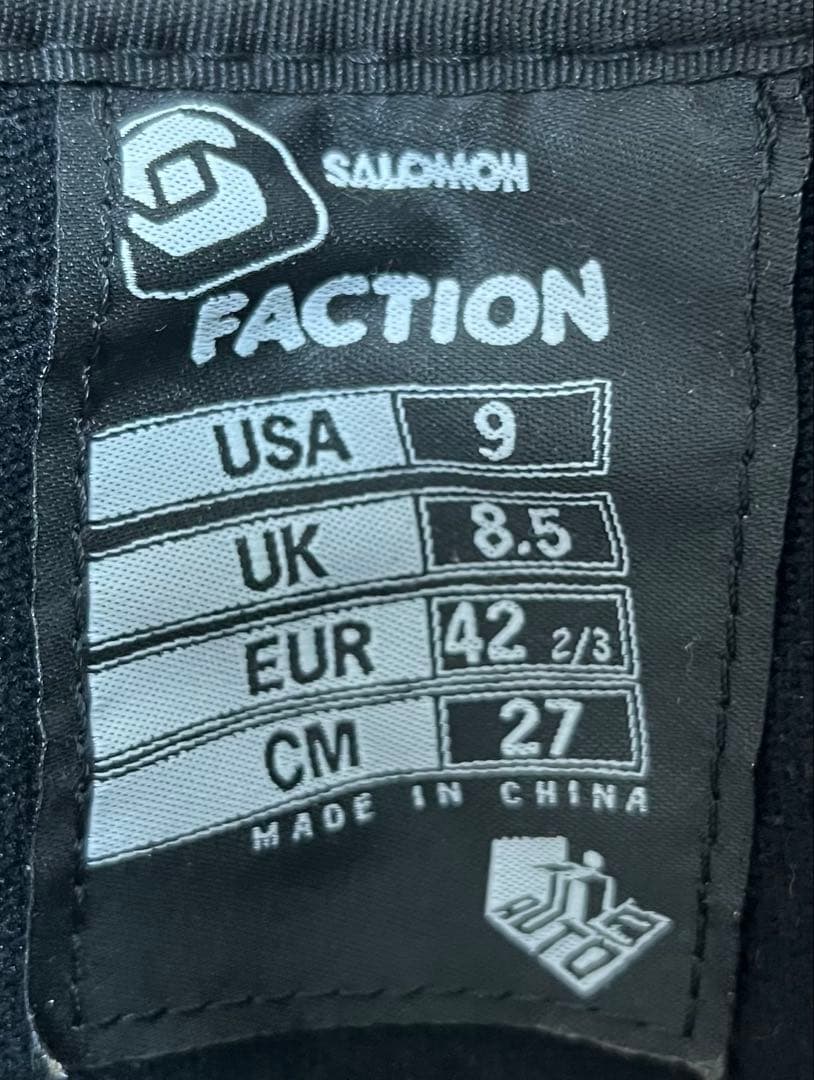 SALOMON
FACTION
USA 9
UK 8.5
EUR 42 2/3
CM 27
MADE IN CHINA
AUTO